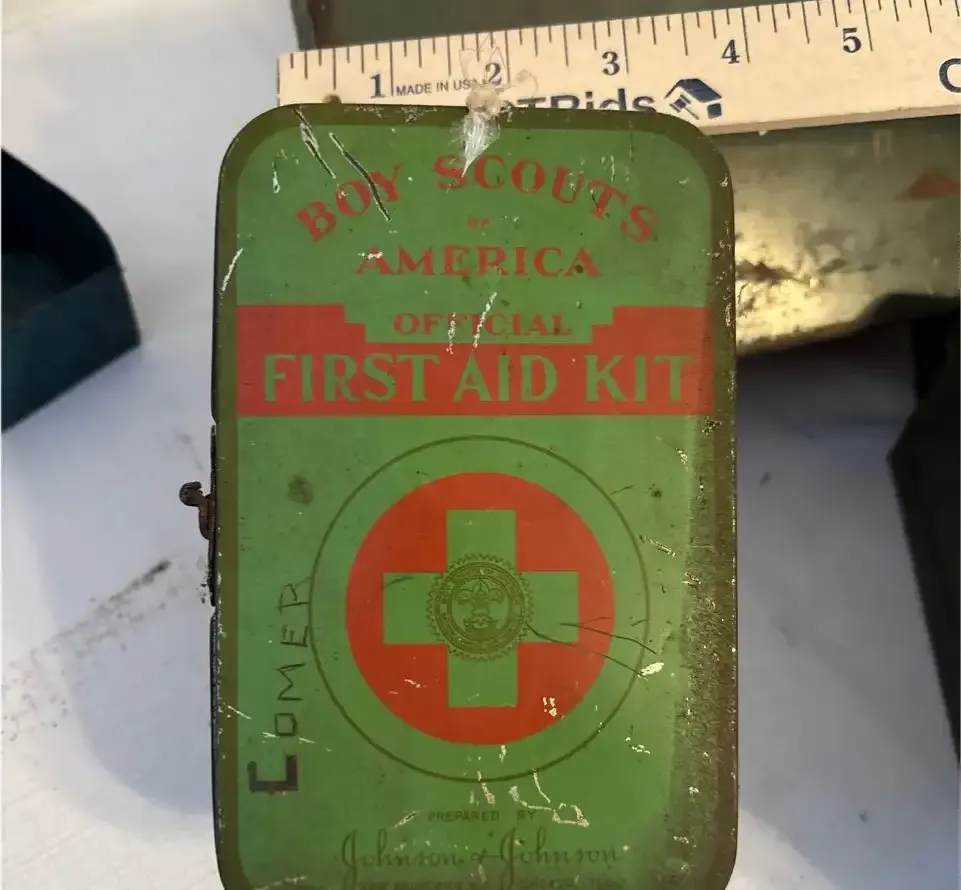 1 MADE IN USA 2 3 4 5
BOY SCOUTS
OF
AMERICA
OFFICIAL
FIRST AID KIT
COMER
PREPARED BY
Johnson & Johnson